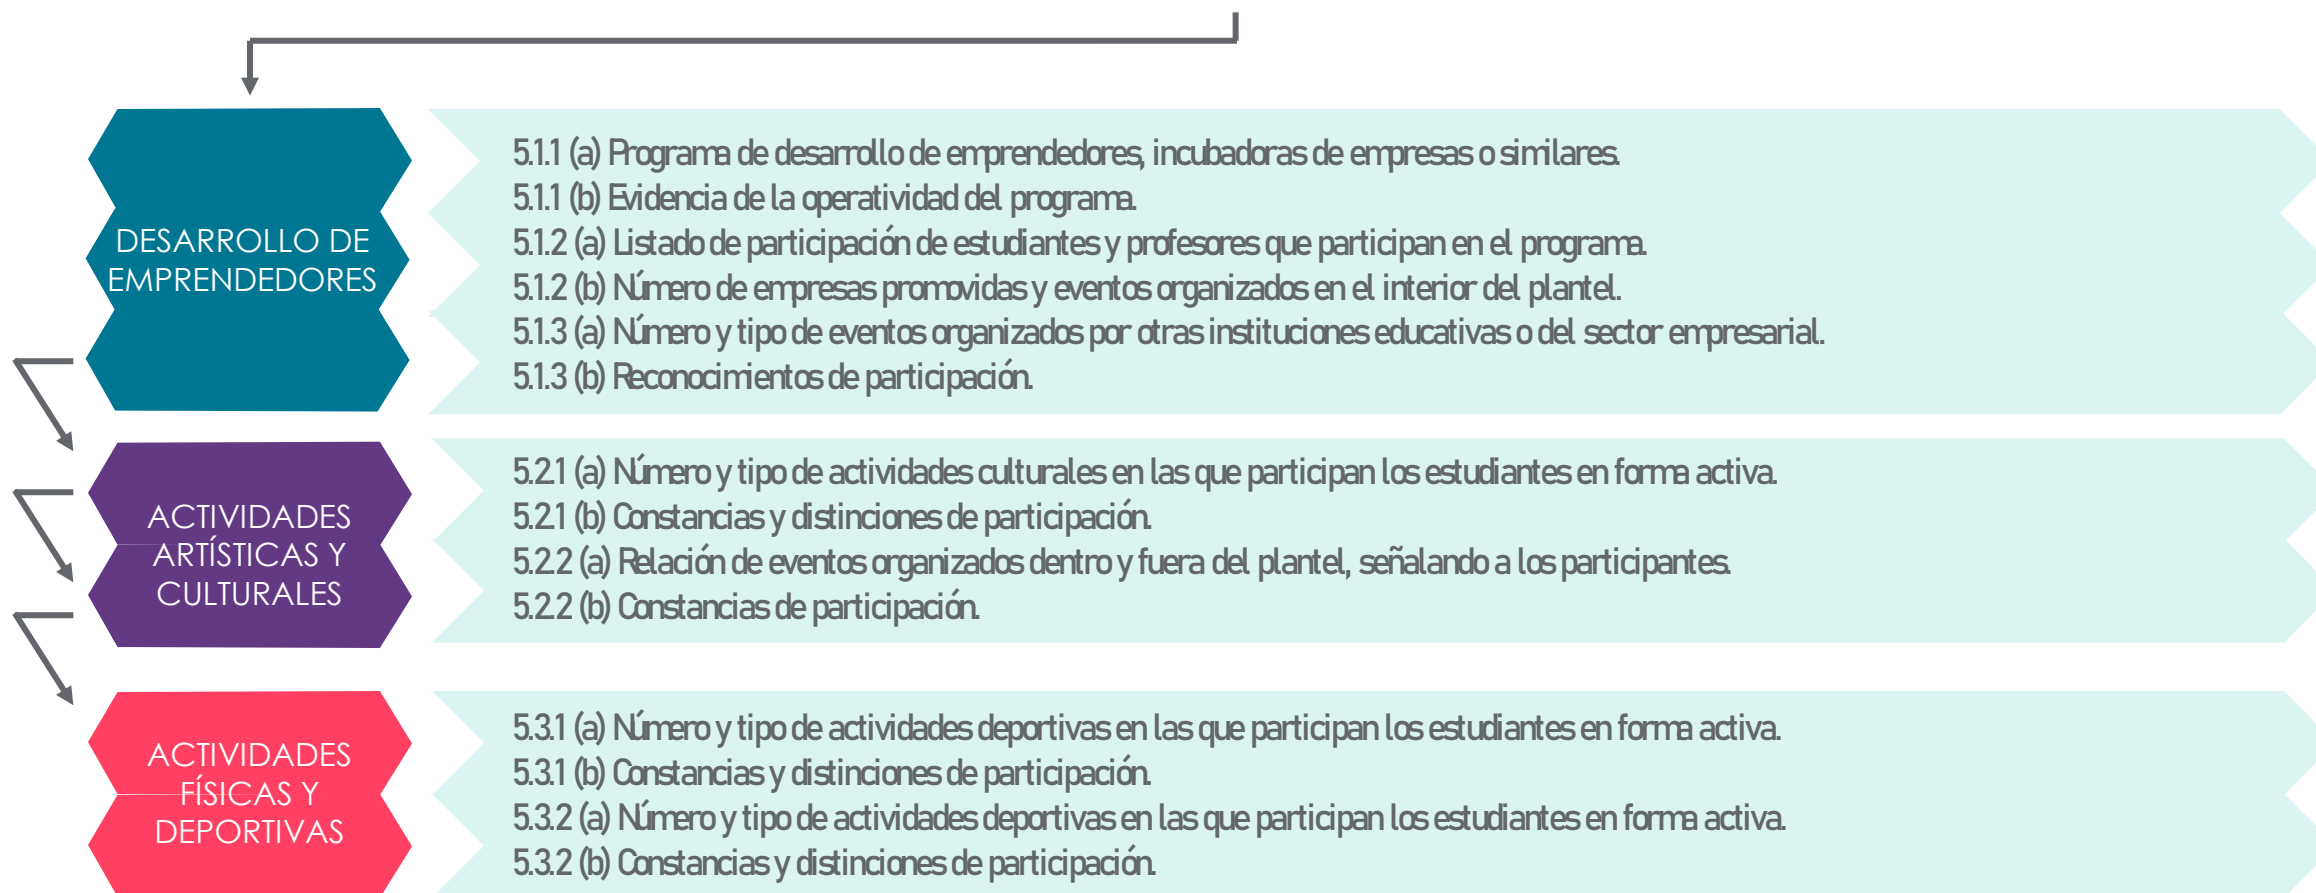 DESARROLLO DE
EMPRENDEDORES
5.1.1 (a) Programa de desarrollo de emprendedores, incubadoras de empresas o similares.
5.1.1 (b) Evidencia de la operatividad del programa.
5.1.2 (a) Listado de participación de estudiantes y profesores que participan en el programa.
5.1.2 (b) Número de empresas promovidas y eventos organizados en el interior del plantel.
5.1.3 (a) Número y tipo de eventos organizados por otras instituciones educativas o del sector empresarial.
5.1.3 (b) Reconocimientos de participación.
ACTIVIDADES
ARTÍSTICAS Y
CULTURALES
5.2.1 (a) Número y tipo de actividades culturales en las que participan los estudiantes en forma activa.
5.2.1 (b) Constancias y distinciones de participación.
5.2.2 (a) Relación de eventos organizados dentro y fuera del plantel, señalando a los participantes.
5.2.2 (b) Constancias de participación.
ACTIVIDADES
FÍSICAS Y
DEPORTIVAS
5.3.1 (a) Número y tipo de actividades deportivas en las que participan los estudiantes en forma activa.
5.3.1 (b) Constancias y distinciones de participación.
5.3.2 (a) Número y tipo de actividades deportivas en las que participan los estudiantes en forma activa.
5.3.2 (b) Constancias y distinciones de participación.